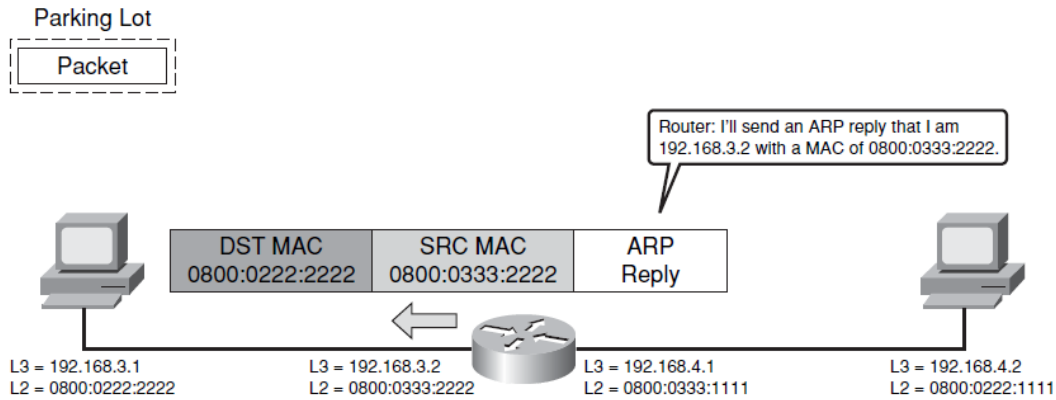 Parking Lot
Packet
Router: I'll send an ARP reply that I am
192.168.3.2 with a MAC of 0800:0333:2222.
DST MAC
0800:0222:2222
SRC MAC
0800:0333:2222
ARP
Reply
L3 = 192.168.3.1
L2 = 0800:0222:2222
L3 = 192.168.3.2
L2 = 0800:0333:2222
L3 = 192.168.4.1
L2 = 0800:0333:1111
L3 = 192.168.4.2
L2 = 0800:0222:1111